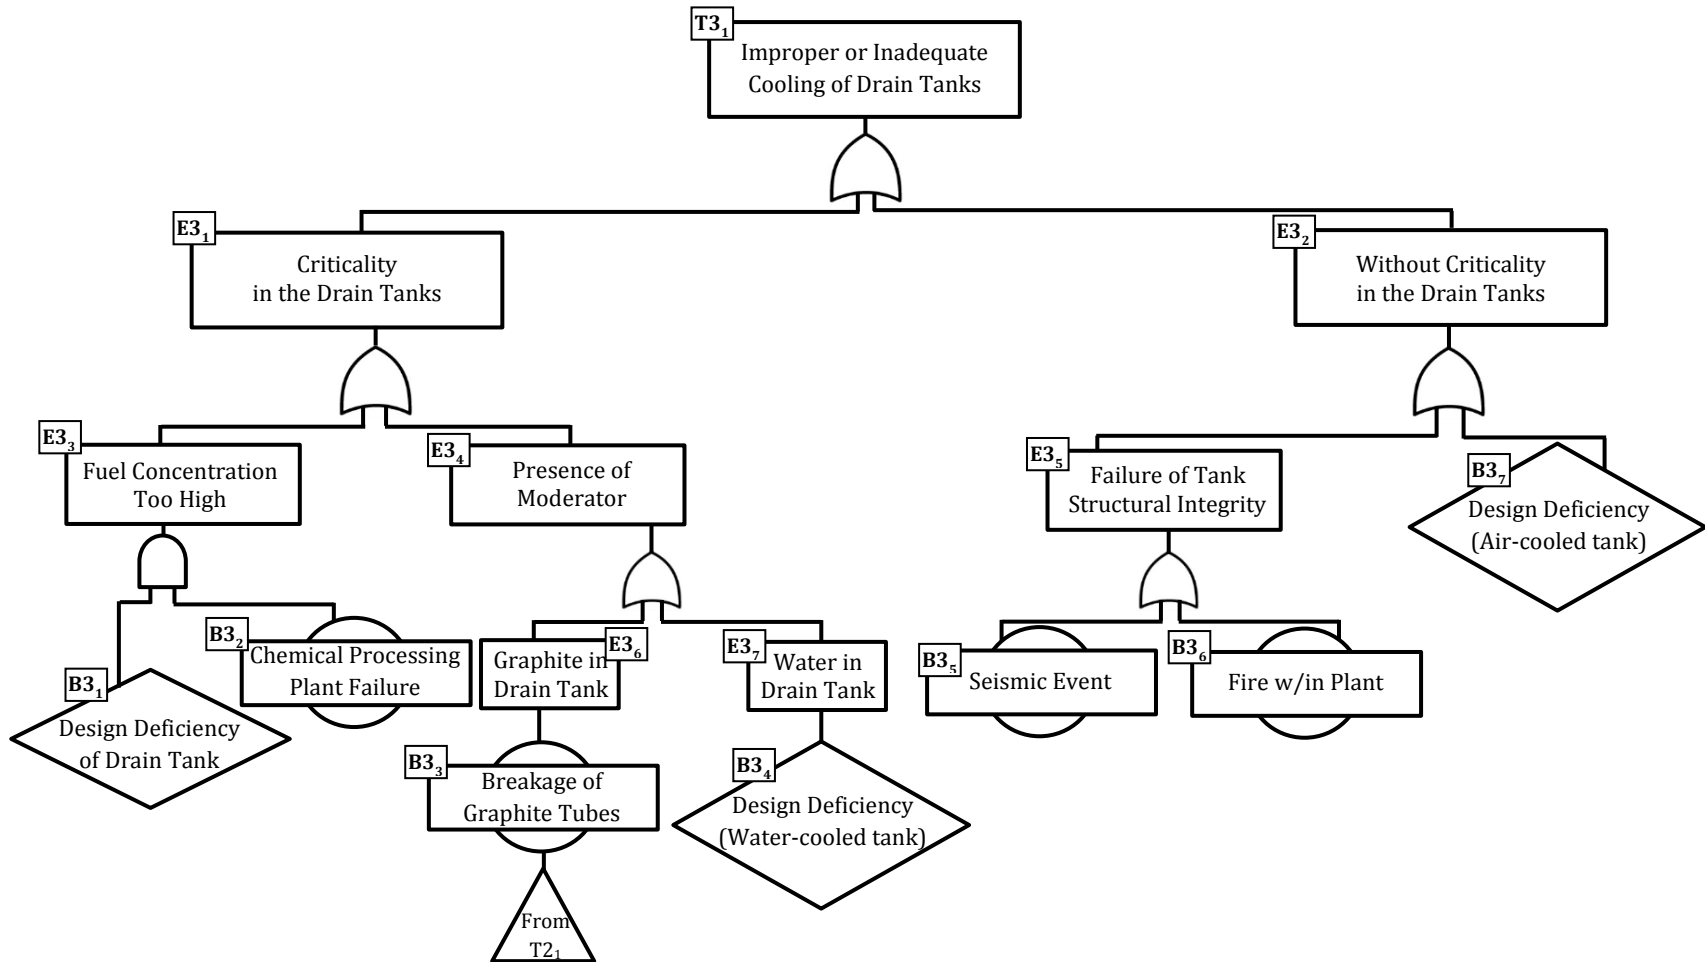 T3₁
Improper or Inadequate
Cooling of Drain Tanks
E3₁
Criticality
in the Drain Tanks
E3₂
Without Criticality
in the Drain Tanks
E3₃
Fuel Concentration
Too High
E3₄
Presence of
Moderator
E3₅
Failure of Tank
Structural Integrity
B3₇
Design Deficiency
(Air-cooled tank)
B3₁
Design Deficiency
of Drain Tank
B3₂
Chemical Processing
Plant Failure
E3₆
Graphite in
Drain Tank
E3₇
Water in
Drain Tank
B3₅
Seismic Event
B3₆
Fire w/in Plant
B3₃
Breakage of
Graphite Tubes
B3₄
Design Deficiency
(Water-cooled tank)
From
T2₁